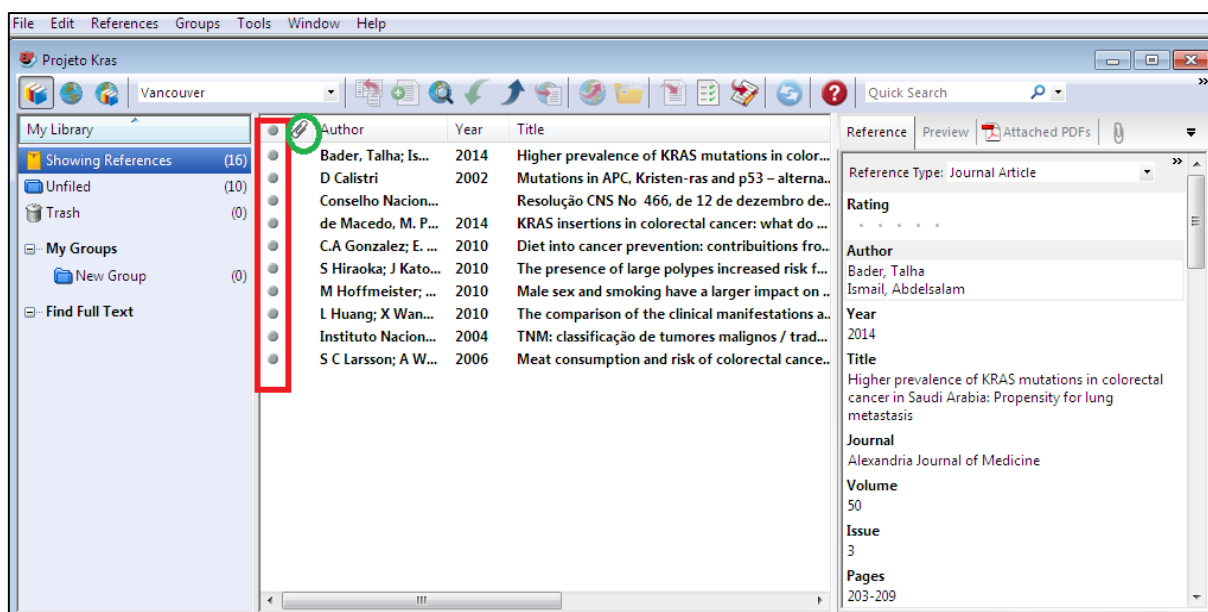 File Edit References Groups Tools Window Help
Projeto Kras
Vancouver
Quick Search
My Library
Showing References (16)
Unfiled (10)
Trash (0)
My Groups
New Group (0)
Find Full Text
Author Year Title
Bader, Talha; Is... 2014 Higher prevalence of KRAS mutations in color...
D Calistri 2002 Mutations in APC, Kristen-ras and p53 – alterna..
Conselho Nacion... Resolução CNS No 466, de 12 de dezembro de..
de Macedo, M. P... 2014 KRAS insertions in colorectal cancer: what do ...
C.A Gonzalez; E. ... 2010 Diet into cancer prevention: contribuitions fro...
S Hiraoka; J Kato... 2010 The presence of large polypes increased risk f...
M Hoffmeister; ... 2010 Male sex and smoking have a larger impact on ..
L Huang; X Wan... 2010 The comparison of the clinical manifestations a..
Instituto Nacion... 2004 TNM: classificação de tumores malignos / trad...
S C Larsson; A W... 2006 Meat consumption and risk of colorectal cance..
Reference Preview Attached PDFs
Reference Type: Journal Article
Rating
Author
Bader, Talha
Ismail, Abdelsalam
Year
2014
Title
Higher prevalence of KRAS mutations in colorectal
cancer in Saudi Arabia: Propensity for lung
metastasis
Journal
Alexandria Journal of Medicine
Volume
50
Issue
3
Pages
203-209